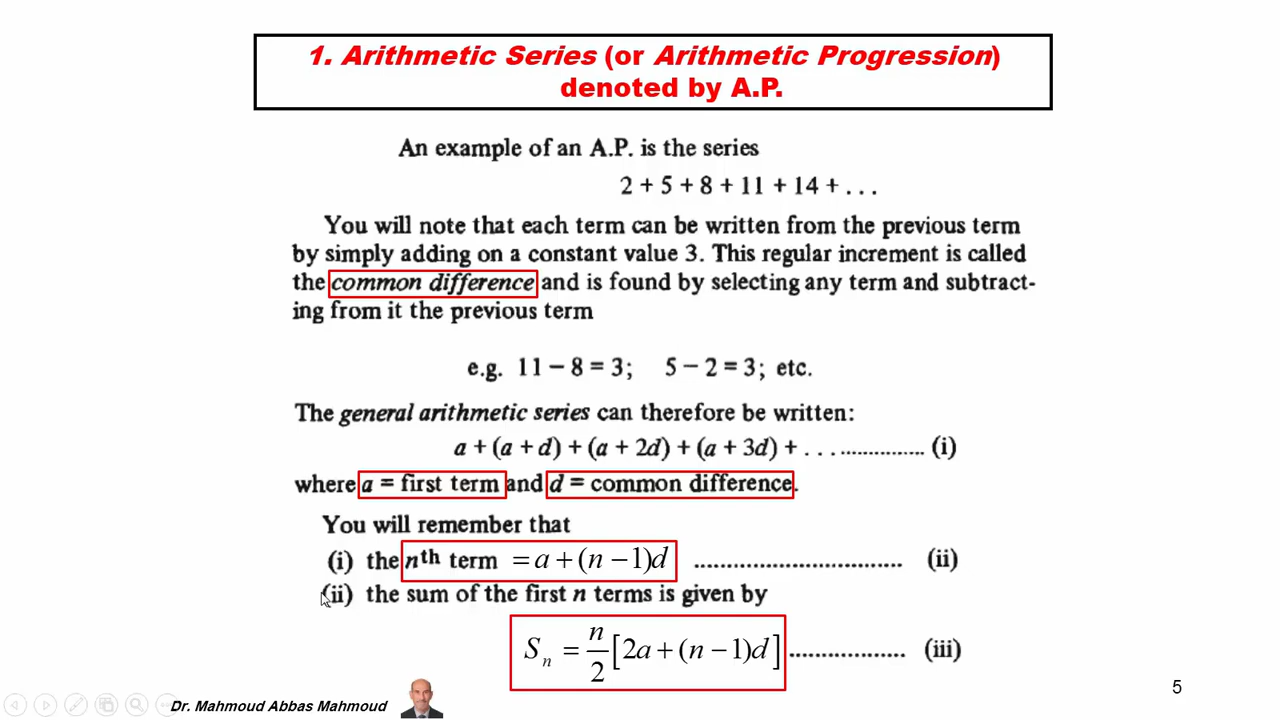 1. Arithmetic Series (or Arithmetic Progression)
denoted by A.P.
An example of an A.P. is the series
2 + 5 + 8 + 11 + 14 + . . .
You will note that each term can be written from the previous term
by simply adding on a constant value 3. This regular increment is called
the common difference and is found by selecting any term and subtract-
ing from it the previous term
e.g. 11 − 8 = 3; 5 − 2 = 3; etc.
The general arithmetic series can therefore be written:
a + (a + d) + (a + 2d) + (a + 3d) + . . . ................ (i)
where a = first term and d = common difference.
You will remember that
(i) the nth term = a + (n − 1)d .................................. (ii)
(ii) the sum of the first n terms is given by
Sn = n/2 [2a + (n − 1)d] .................. (iii)
5
Dr. Mahmoud Abbas Mahmoud